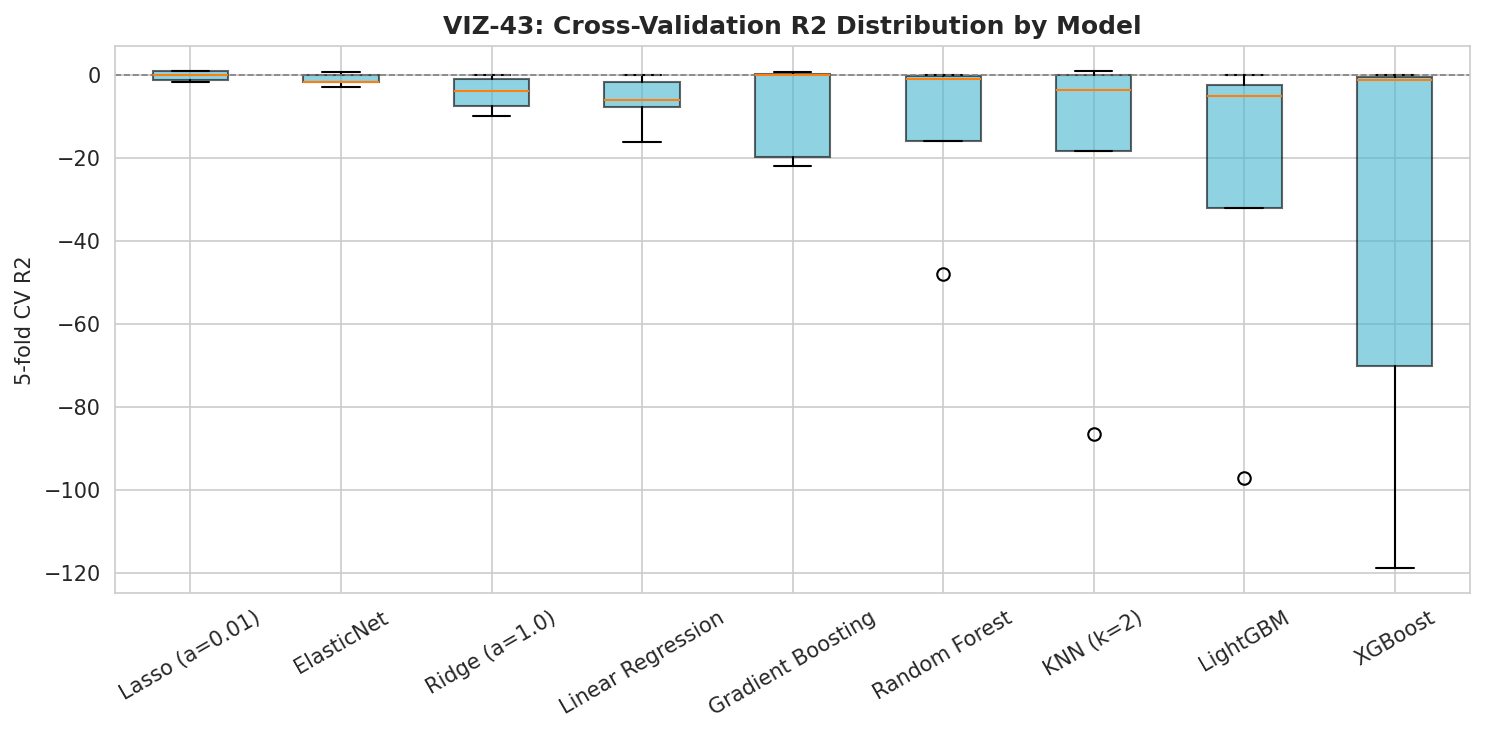 VIZ-43: Cross-Validation R2 Distribution by Model
5-fold CV R2
0
−20
−40
−60
−80
−100
−120
Lasso (a=0.01)
ElasticNet
Ridge (a=1.0)
Linear Regression
Gradient Boosting
Random Forest
KNN (k=2)
LightGBM
XGBoost